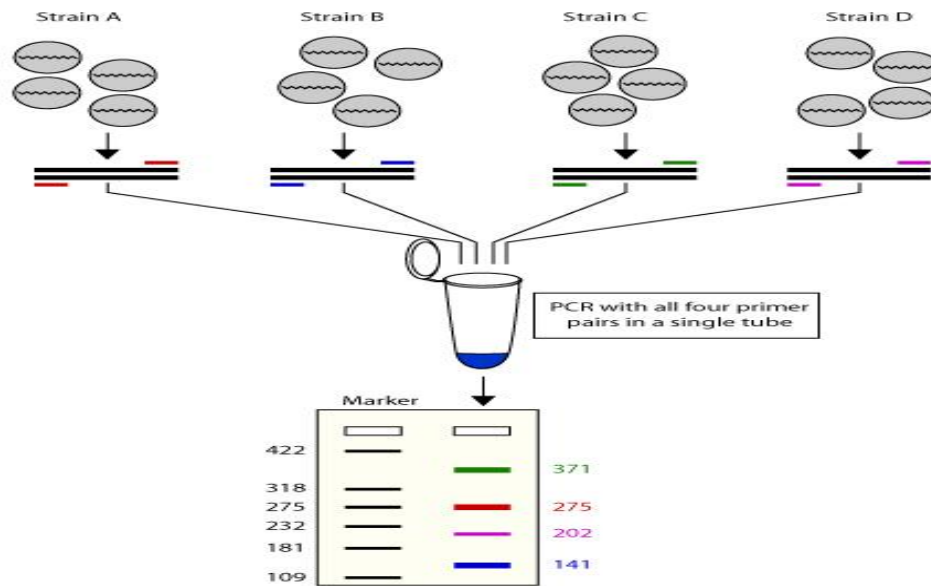 Strain A
Strain B
Strain C
Strain D
PCR with all four primer
pairs in a single tube
Marker
422
371
318
275
275
232
202
181
141
109